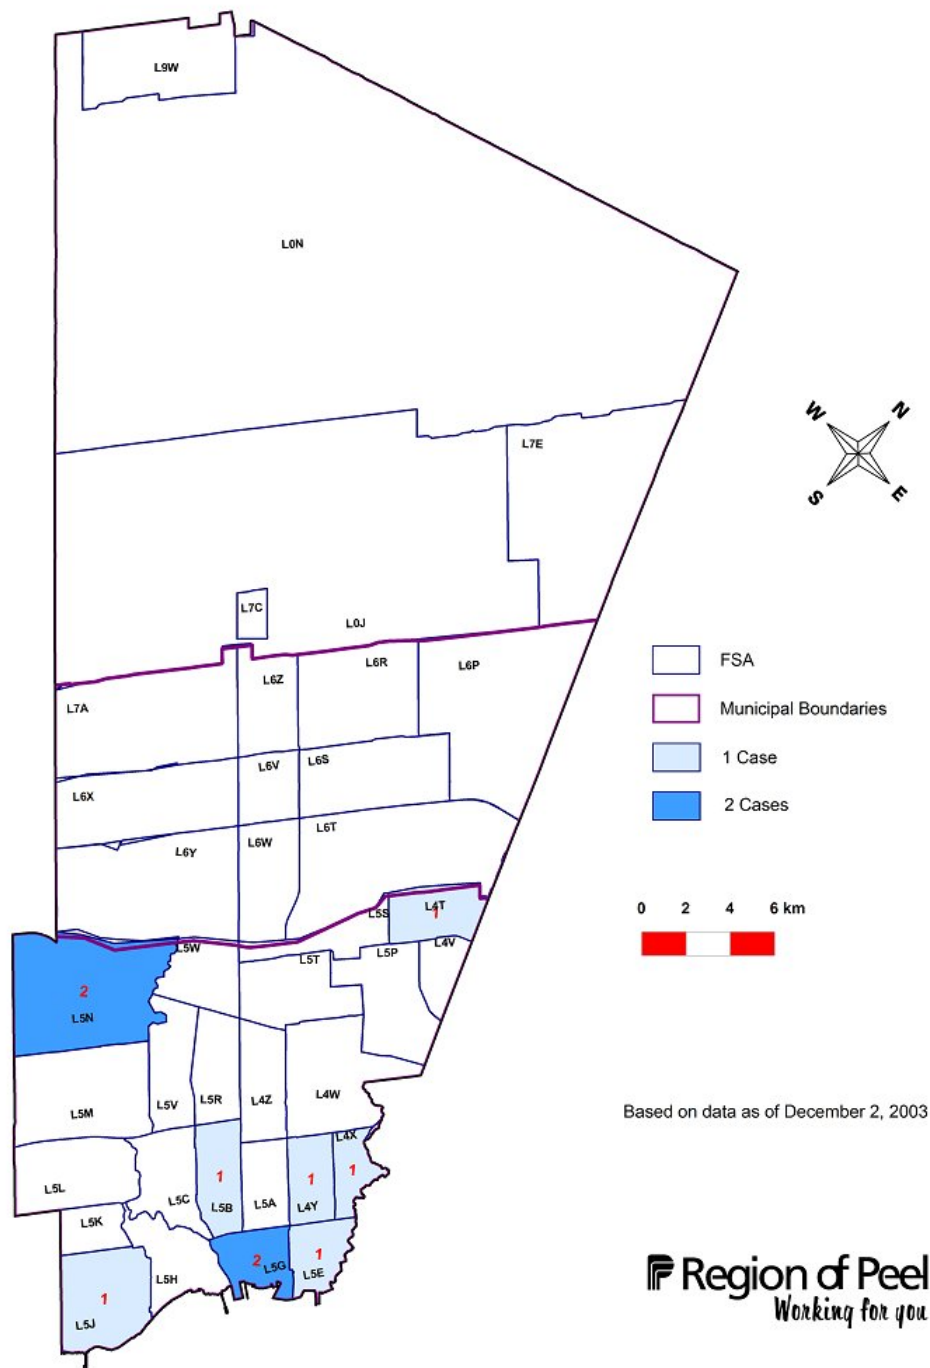 L9W
L0N
W N
S E
L7E
L7C
L0J
L6R
L6P
L6Z
L7A
L6V
L6S
L6X
L6T
L6W
L6Y
FSA
Municipal Boundaries
1 Case
2 Cases
0 2 4 6 km
L4T
1
L5S
L5W
L4V
L5P
L5T
2
L5N
L5V
L5R
L4Z
L4W
L5M
Based on data as of December 2, 2003
L4X
1
1
1
L5L
L5C
L5B
L5A
L4Y
L5K
2
L5G
1
L5E
L5H
1
L5J
Region of Peel
Working for you